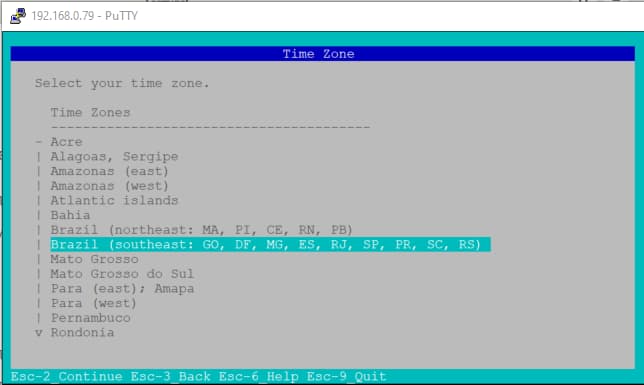 192.168.0.79 - PuTTY
Time Zone
Select your time zone.
Time Zones
----------------------------------------
- Acre
| Alagoas, Sergipe
| Amazonas (east)
| Amazonas (west)
| Atlantic islands
| Bahia
| Brazil (northeast: MA, PI, CE, RN, PB)
| Brazil (southeast: GO, DF, MG, ES, RJ, SP, PR, SC, RS)
| Mato Grosso
| Mato Grosso do Sul
| Para (east); Amapa
| Para (west)
| Pernambuco
v Rondonia
Esc-2_Continue Esc-3_Back Esc-6_Help Esc-9_Quit